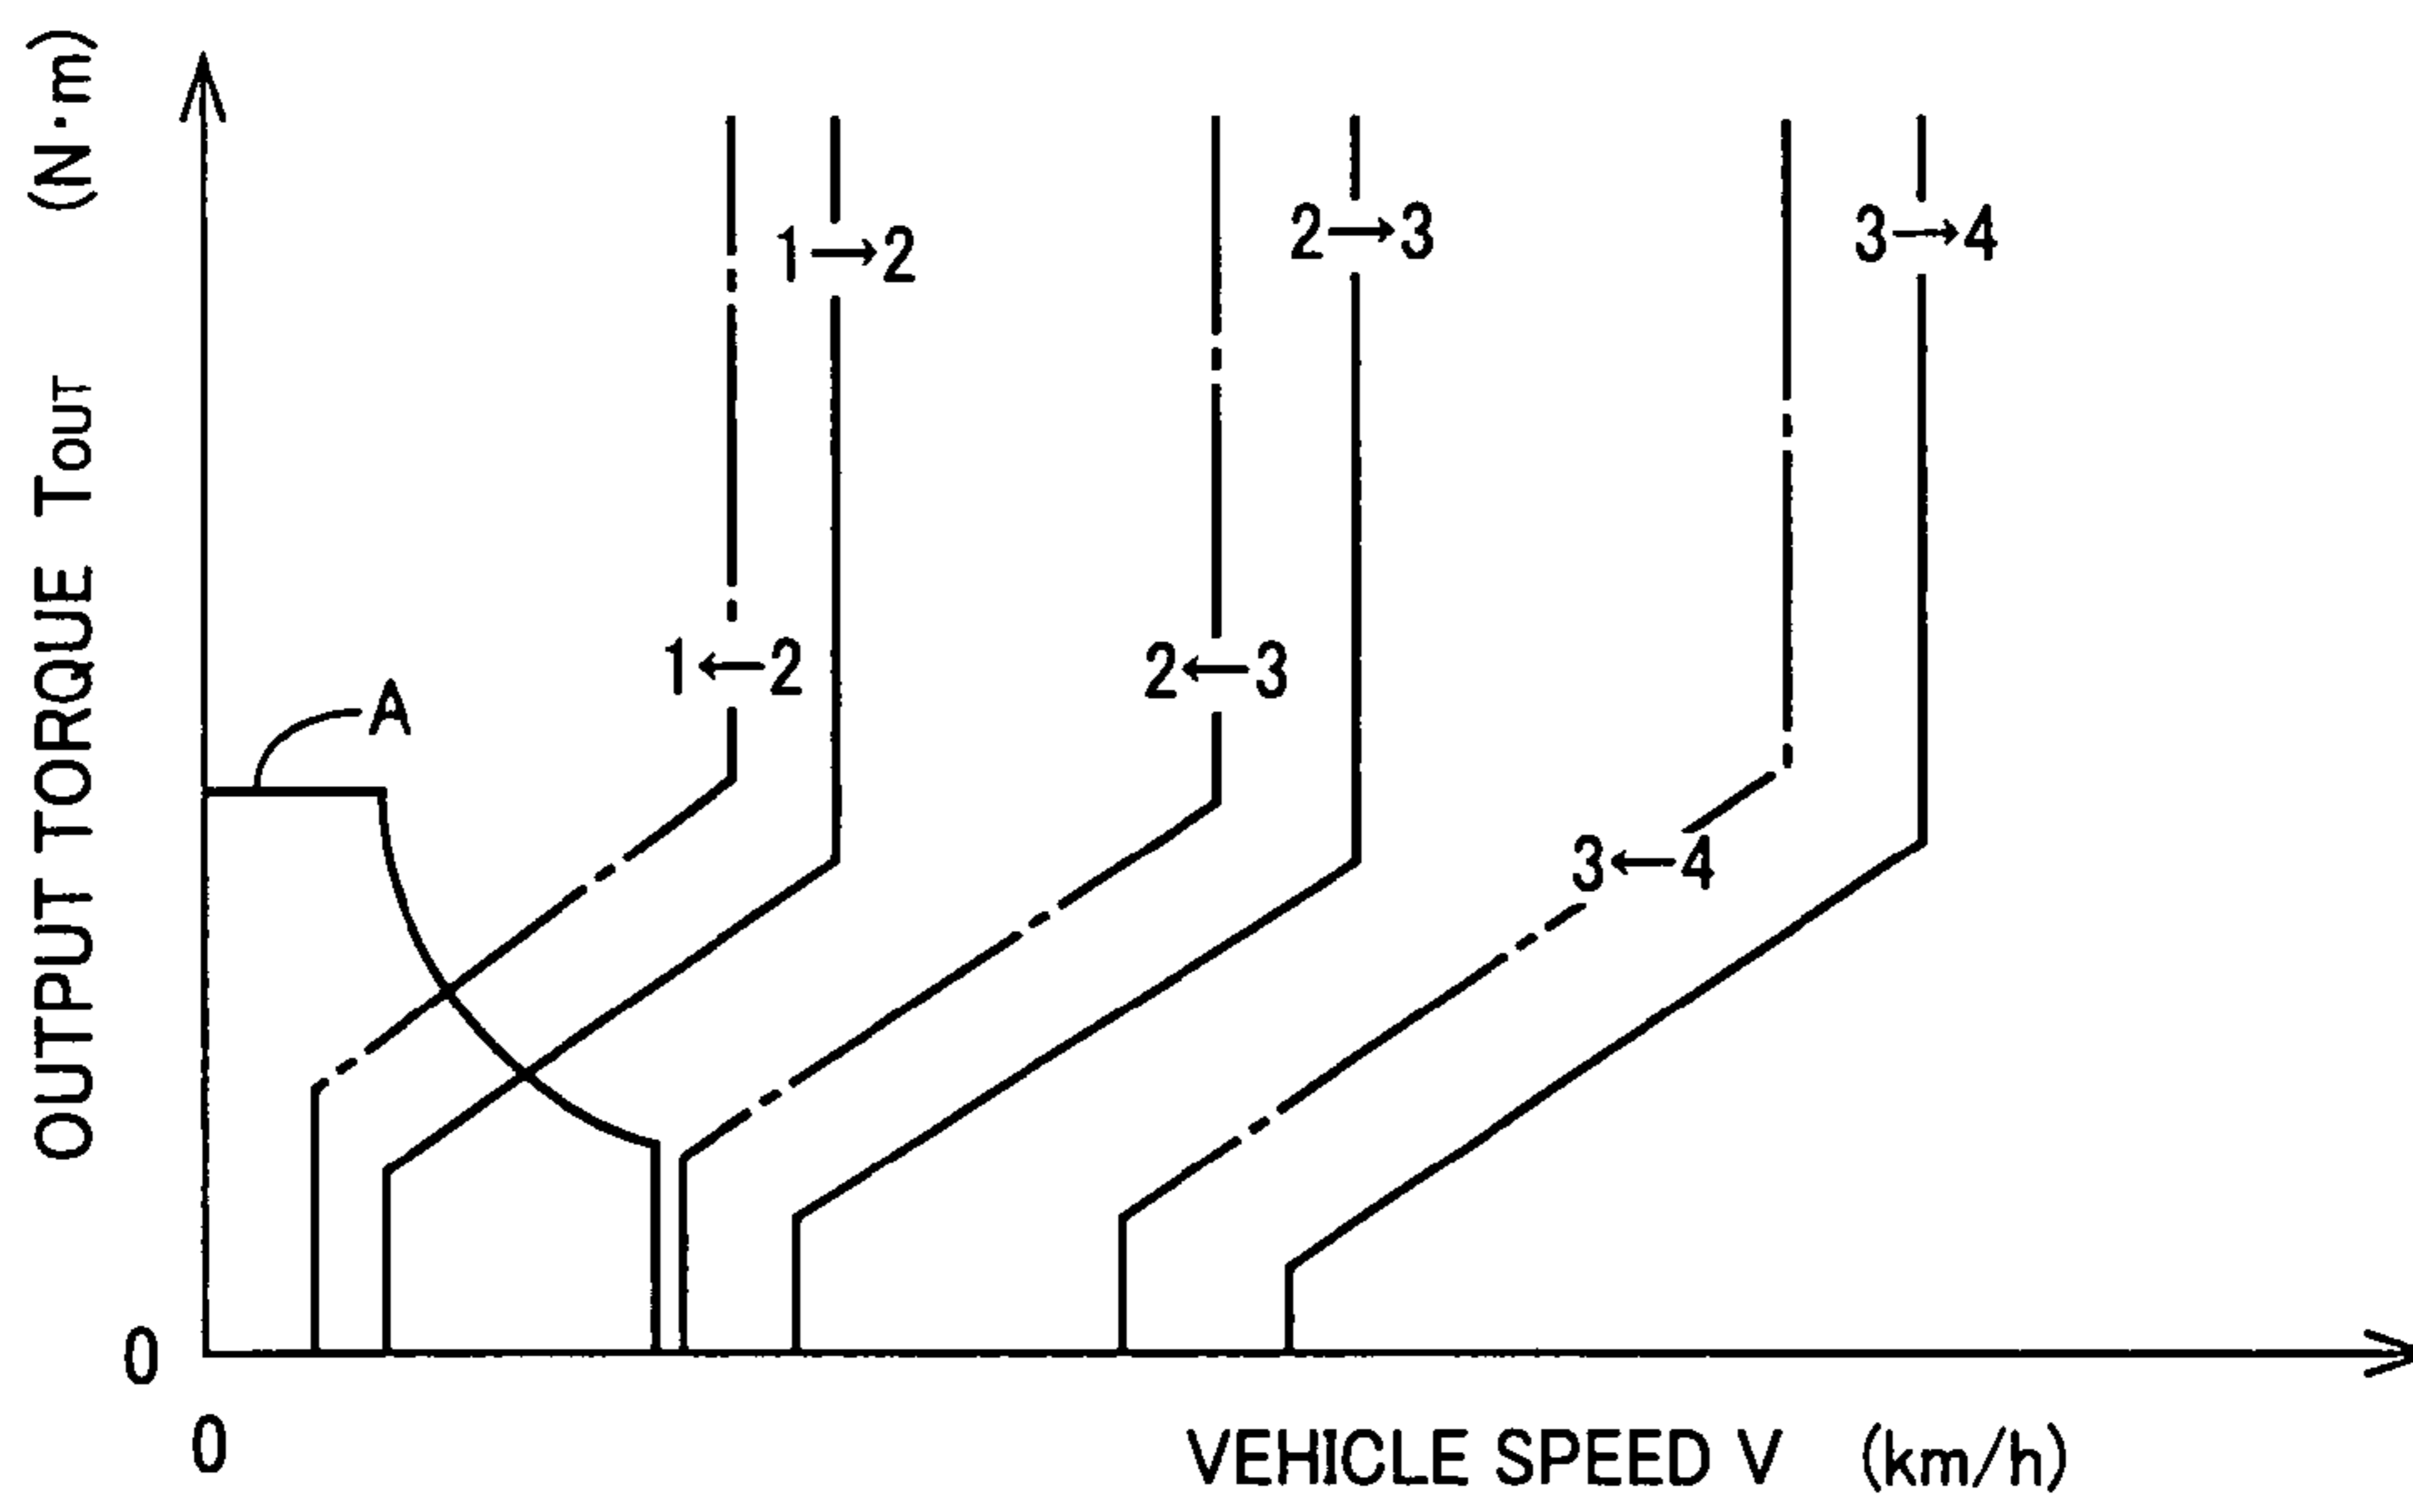 OUTPUT TORQUE TOUT (N·m)
1→2
2→3
3→4
1←2
2←3
A
3←4
0
0
VEHICLE SPEED V (km/h)